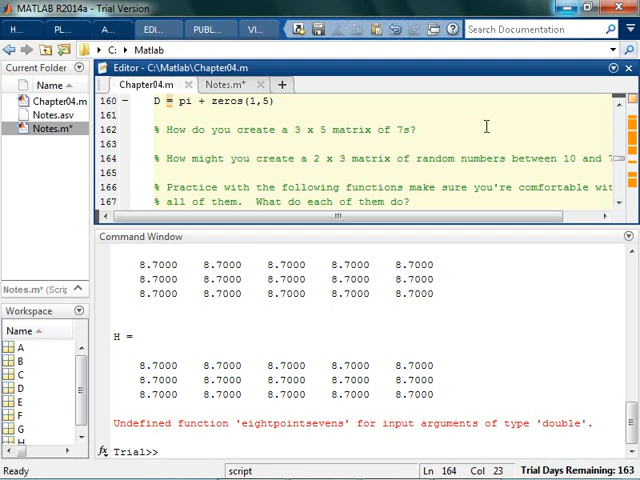 MATLAB R2014a - Trial Version
H...
P...
A...
EDI...
PUBL...
VI...
Search Documentation
C: Matlab
Current Folder
Editor - C:\Matlab\Chapter04.m
Name
Chapter04.m
Notes.asv
Notes.m*
Chapter04.m
Notes.m*
160 D = pi + zeros(1,5)
161
162 % How do you create a 3 x 5 matrix of 7s?
163
164 % How might you create a 2 x 3 matrix of random numbers between 10 and 7
165
166 % Practice with the following functions make sure you're comfortable wit
167 % all of them. What do each of them do?
Command Window
8.7000 8.7000 8.7000 8.7000 8.7000
8.7000 8.7000 8.7000 8.7000 8.7000
8.7000 8.7000 8.7000 8.7000 8.7000
Notes.m* (Scrip
Workspace
Name
A
B
C
D
E
F
G
H
H =
8.7000 8.7000 8.7000 8.7000 8.7000
8.7000 8.7000 8.7000 8.7000 8.7000
8.7000 8.7000 8.7000 8.7000 8.7000
Undefined function 'eightpointsevens' for input arguments of type 'double'.
fx Trial>>
Ready
script
Ln 164 Col 23
Trial Days Remaining: 163